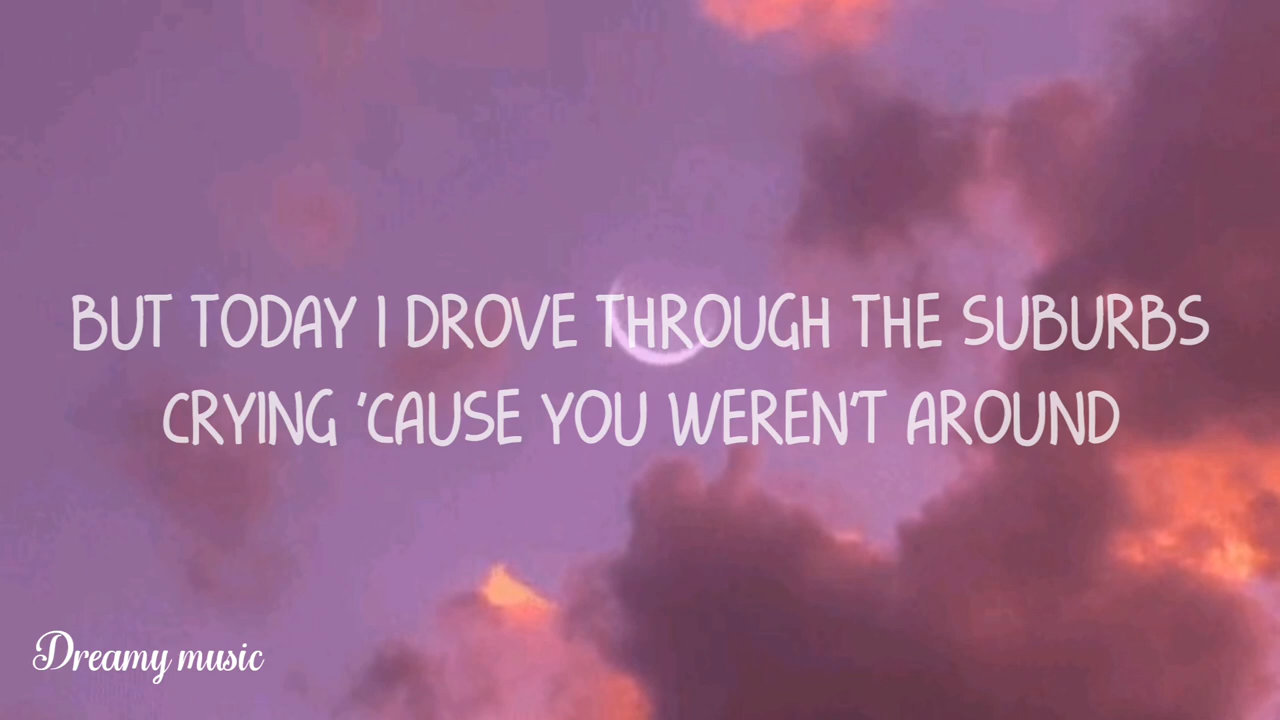 BUT TODAY I DROVE THROUGH THE SUBURBS
CRYING 'CAUSE YOU WEREN'T AROUND
Dreamy music